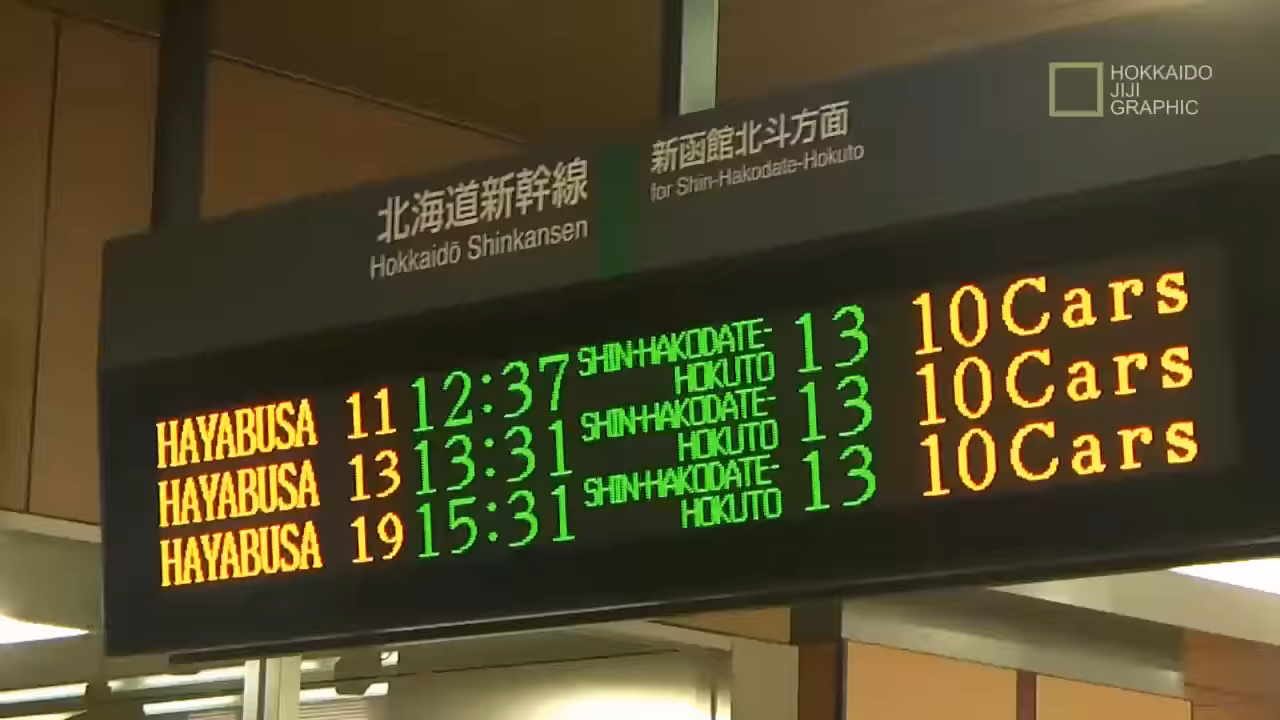 HOKKAIDO
JIJI
GRAPHIC
北海道新幹線
Hokkaidō Shinkansen
新函館北斗方面
for Shin-Hakodate-Hokuto
HAYABUSA 11 12:37 SHIN-HAKODATE-HOKUTO 13 10Cars
HAYABUSA 13 13:31 SHIN-HAKODATE-HOKUTO 13 10Cars
HAYABUSA 19 15:31 SHIN-HAKODATE-HOKUTO 13 10Cars